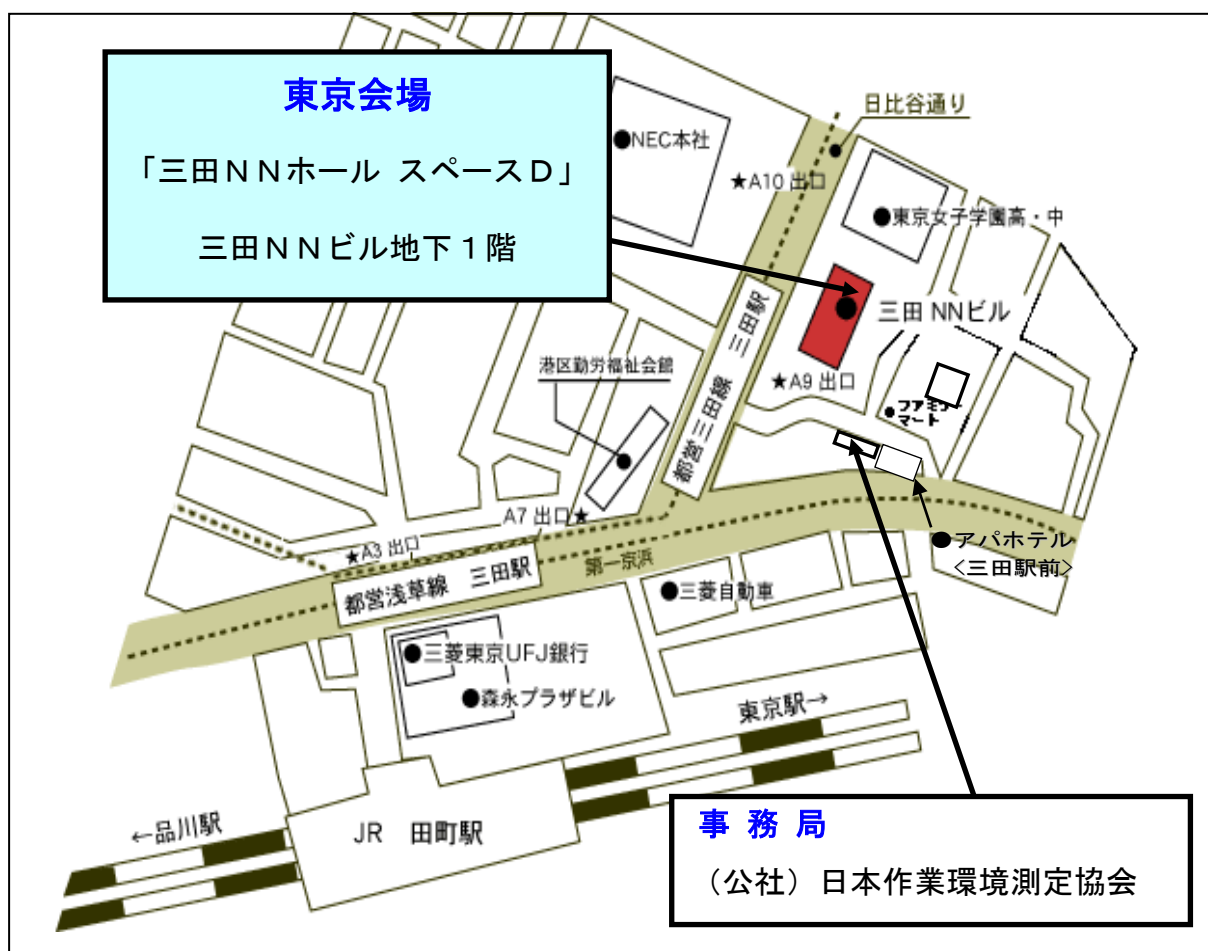 東京会場
「三田NNホール スペースD」
三田NNビル地下1階
日比谷通り
●NEC本社
★A10 出口
●東京女子学園高・中
三田 NNビル
都営三田線 三田駅
港区勤労福祉会館
★A9 出口
ファミリーマート
A7 出口★
★A3 出口
●アパホテル
<三田駅前>
第一京浜
都営浅草線 三田駅
●三菱自動車
●三菱東京UFJ銀行
●森永プラザビル
東京駅→
←品川駅
JR 田町駅
事 務 局
(公社)日本作業環境測定協会